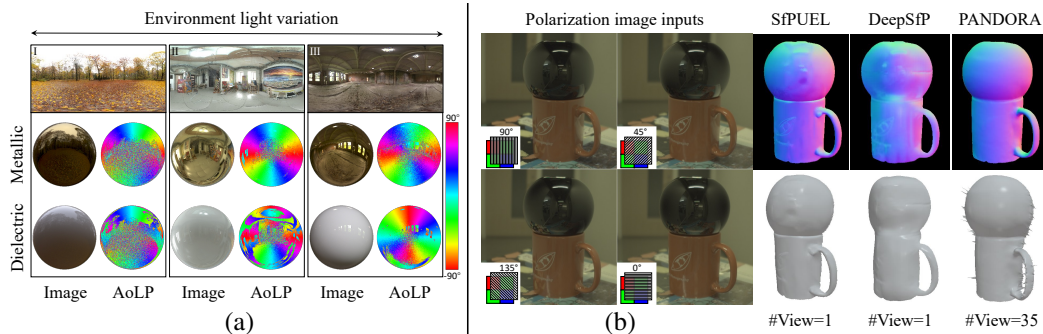 Environment light variation
I
II
III
Metallic
Dielectric
90°
-90°
Image
AoLP
Image
AoLP
Image
AoLP
(a)
Polarization image inputs
90°
45°
135°
0°
(b)
SfPUEL
DeepSfP
PANDORA
#View=1
#View=1
#View=35